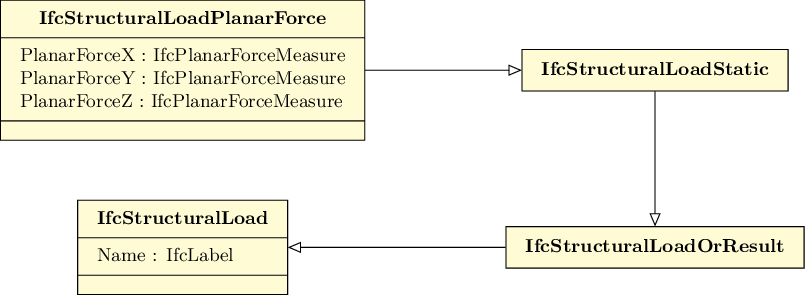 IfcStructuralLoadPlanarForce
PlanarForceX : IfcPlanarForceMeasure
PlanarForceY : IfcPlanarForceMeasure
PlanarForceZ : IfcPlanarForceMeasure
IfcStructuralLoadStatic
IfcStructuralLoad
Name : IfcLabel
IfcStructuralLoadOrResult